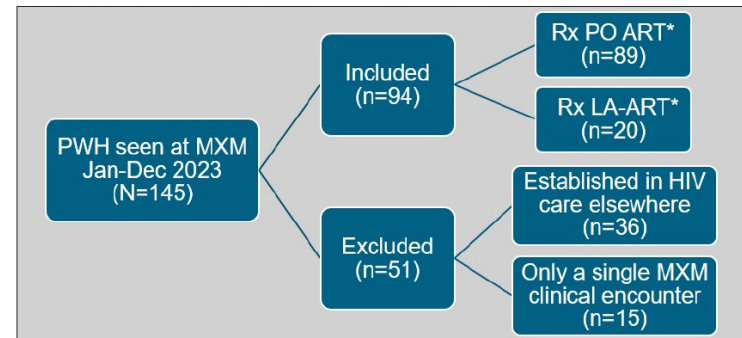 PWH seen at MXM
Jan-Dec 2023
(N=145)
Included
(n=94)
Rx PO ART*
(n=89)
Rx LA-ART*
(n=20)
Excluded
(n=51)
Established in HIV
care elsewhere
(n=36)
Only a single MXM
clinical encounter
(n=15)